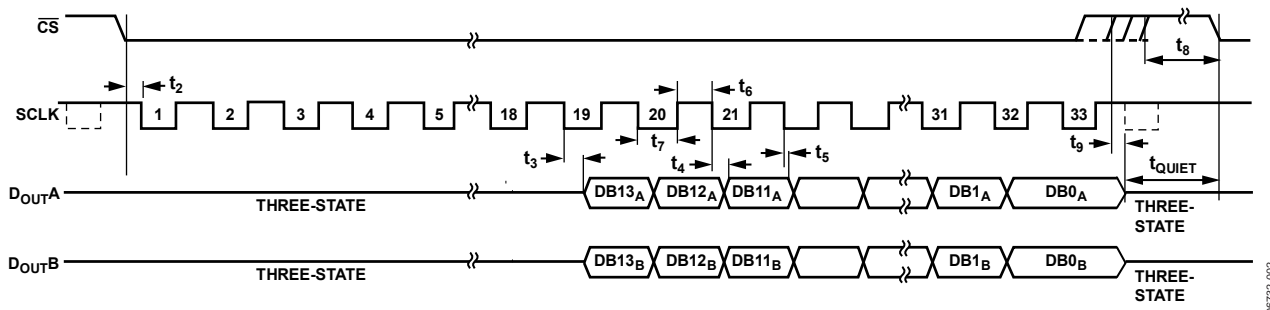 CS
t8
t2
t6
SCLK
1 2 3 4 5 18 19 20 21 31 32 33
t3 t7 t4 t5 t9 tQUIET
DOUTA
THREE-STATE
DB13A DB12A DB11A DB1A DB0A
THREE-
STATE
DOUTB
THREE-STATE
DB13B DB12B DB11B DB1B DB0B
THREE-
STATE